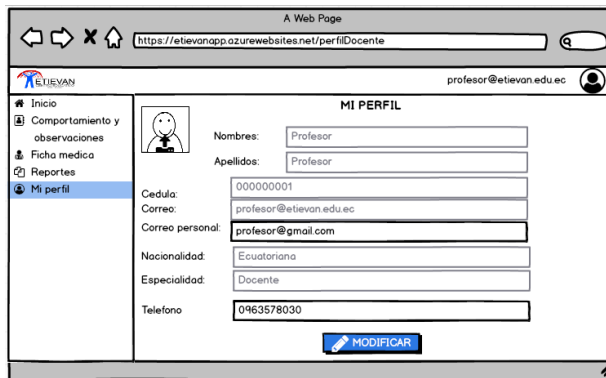 A Web Page
https://etievanapp.azurewebsites.net/perfilDocente
ETIEVAN
profesor@etievan.edu.ec
Inicio
Comportamiento y
observaciones
Ficha medica
Reportes
Mi perfil
MI PERFIL
Nombres: Profesor
Apellidos: Profesor
Cedula: 000000001
Correo: profesor@etievan.edu.ec
Correo personal: profesor@gmail.com
Nacionalidad: Ecuatoriana
Especialidad: Docente
Telefono 0963578030
MODIFICAR